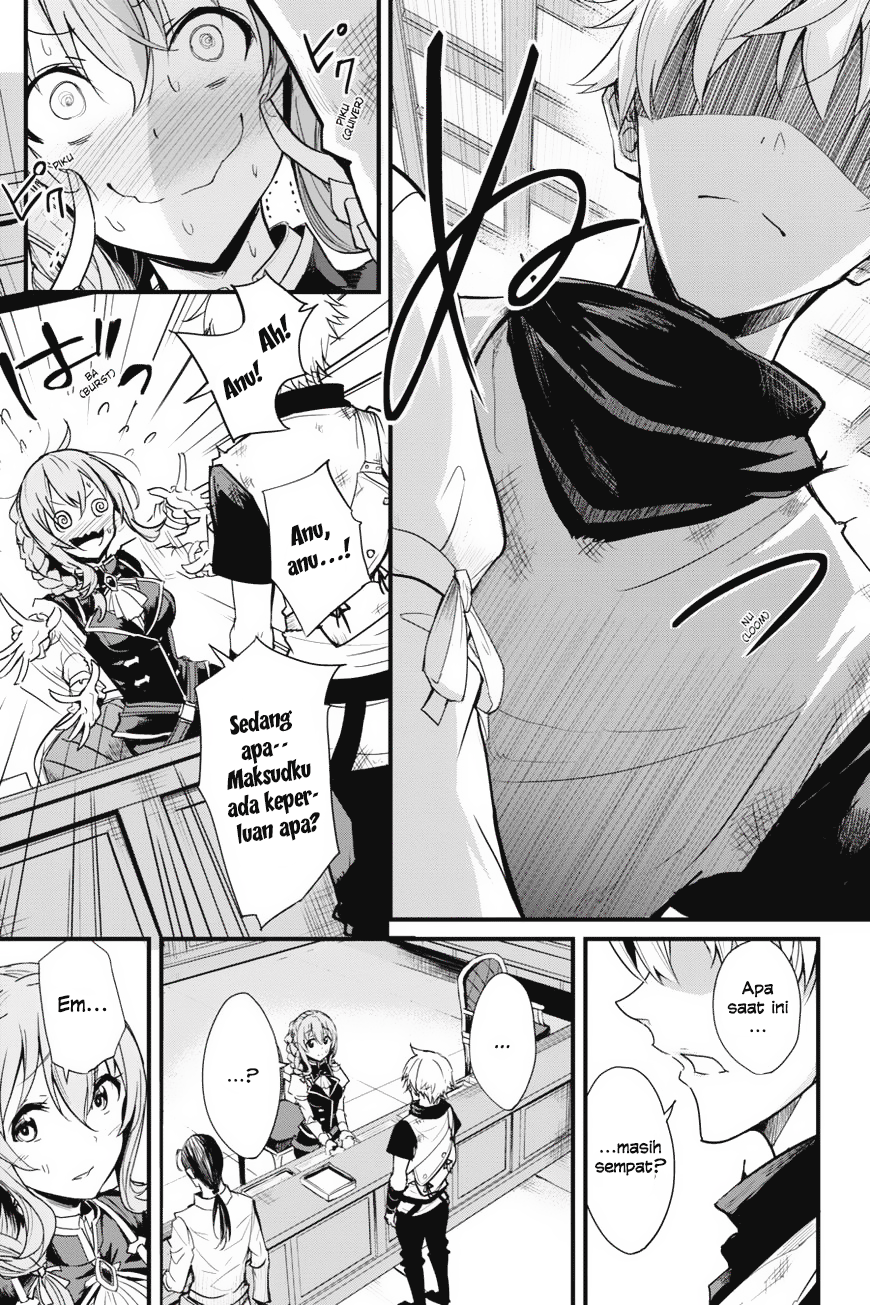 ピク
PIKU
(QUIVER)
ピク
PIKU
ぬ
NU
(LOOM)
ばっ
BA
(BURST)
Ah!
Anu!
Anu,
anu...!
Sedang
apa--
Maksudku
ada keper-
luan apa?
Apa
saat ini
...
...masih
sempat?
...
...?
Em...